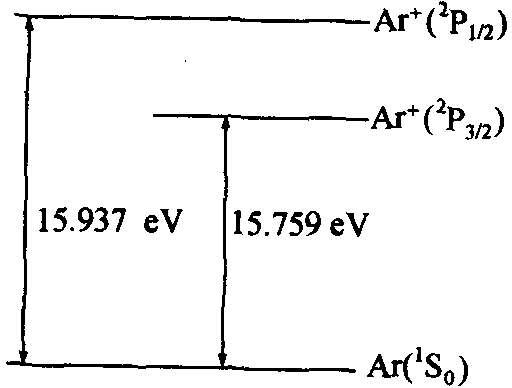 Ar⁺(²P₁/₂)
Ar⁺(²P₃/₂)
15.937 eV
15.759 eV
Ar(¹S₀)